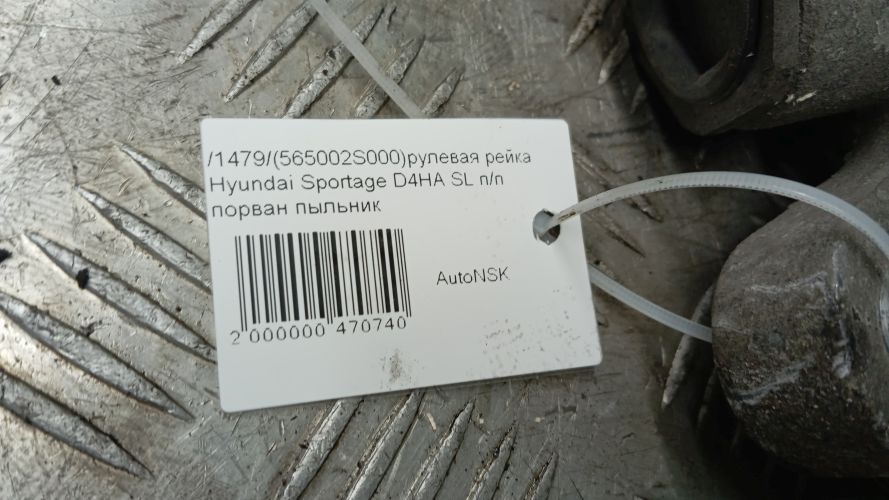 /1479/(565002S000)рулевая рейка
Hyundai Sportage D4HA SL п/п
порван пыльник
AutoNSK
2 000000 470740